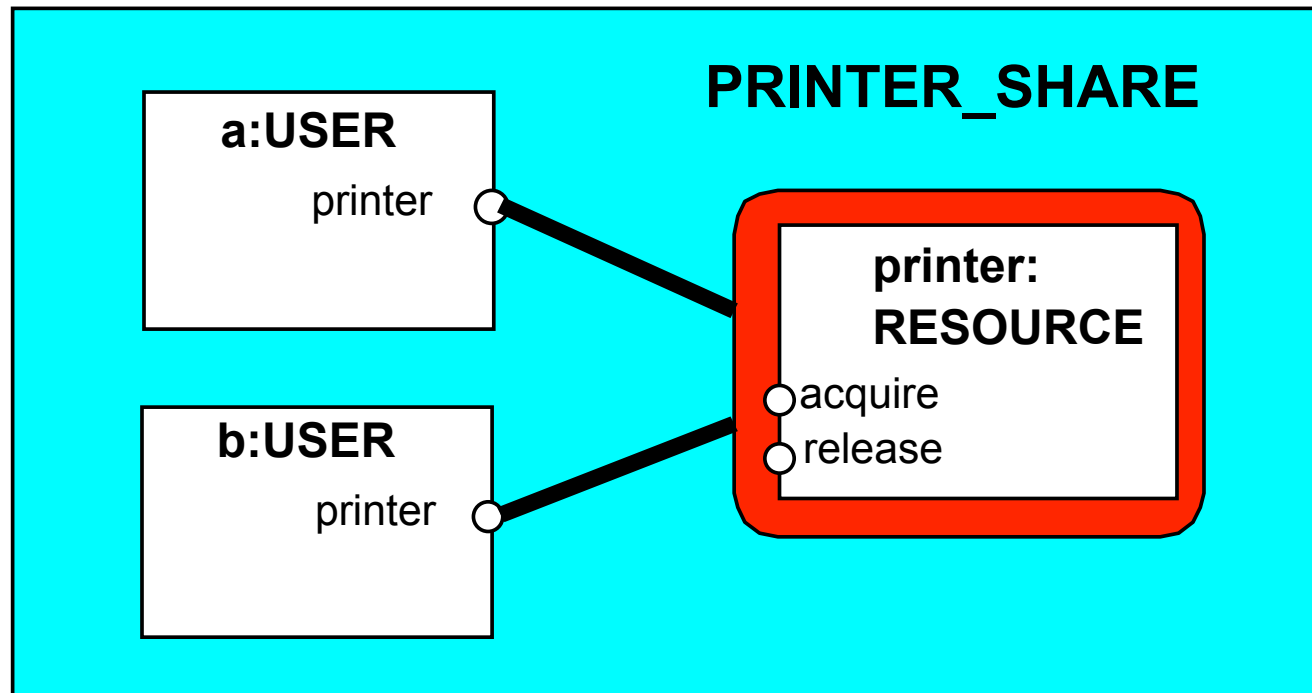 PRINTER_SHARE
a:USER
printer
b:USER
printer
printer:
RESOURCE
acquire
release